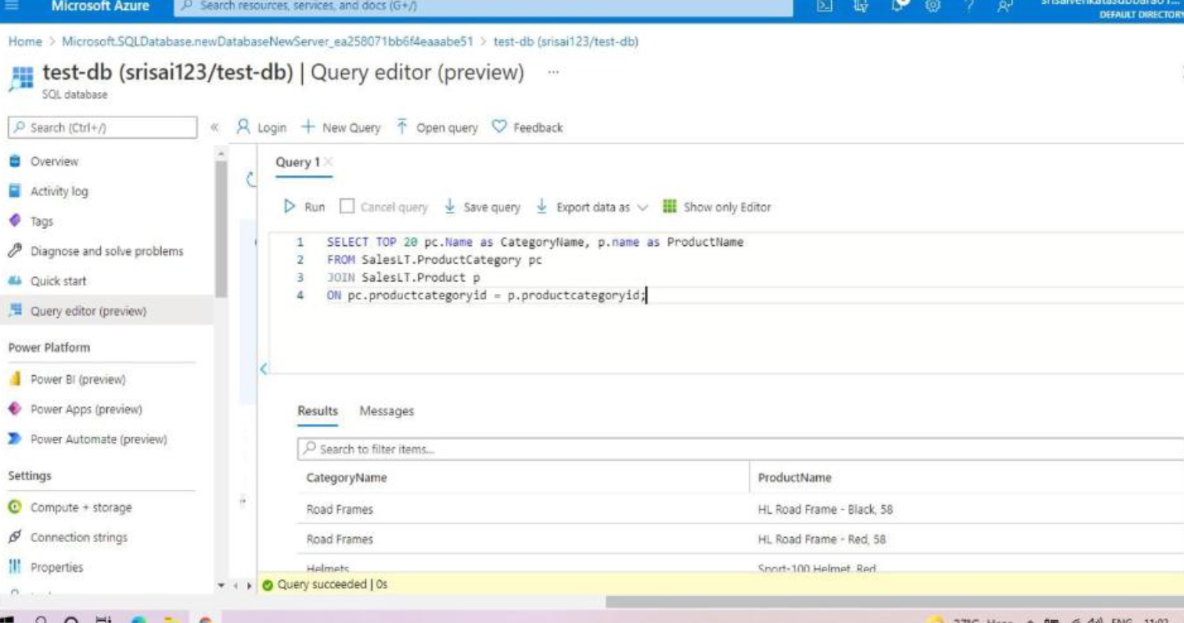 Microsoft Azure
Search resources, services, and docs (G+/)
DEFAULT DIRECTORY
Home > Microsoft.SQLDatabase.newDatabaseNewServer_ea258071bb6f4eaaabe51 > test-db (srisai123/test-db)
test-db (srisai123/test-db) | Query editor (preview) ...
SQL database
Search (Ctrl+/)
Login
New Query
Open query
Feedback
Overview
Activity log
Tags
Diagnose and solve problems
Quick start
Query editor (preview)
Power Platform
Power BI (preview)
Power Apps (preview)
Power Automate (preview)
Settings
Compute + storage
Connection strings
Properties
Query 1
Run
Cancel query
Save query
Export data as
Show only Editor
1 SELECT TOP 20 pc.Name as CategoryName, p.name as ProductName
2 FROM SalesLT.ProductCategory pc
3 JOIN SalesLT.Product p
4 ON pc.productcategoryid = p.productcategoryid;
Results Messages
Search to filter items...
CategoryName ProductName
Road Frames HL Road Frame - Black, 58
Road Frames HL Road Frame - Red, 58
Helmets Sport-100 Helmet, Red
Query succeeded | 0s
ENG 11:02